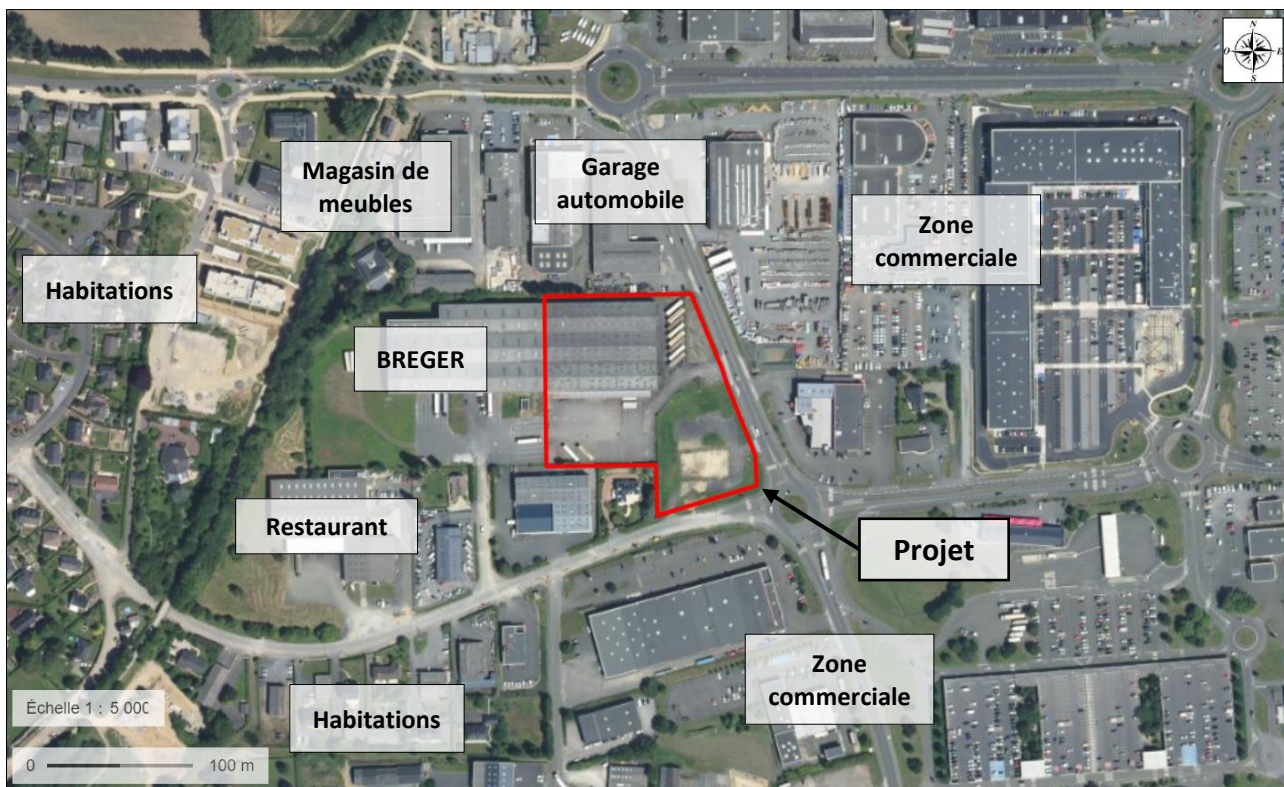 N
O
E
S
Magasin de
meubles
Garage
automobile
Zone
commerciale
Habitations
BREGER
Restaurant
Projet
Zone
commerciale
Habitations
Échelle 1 : 5 000
0
100 m